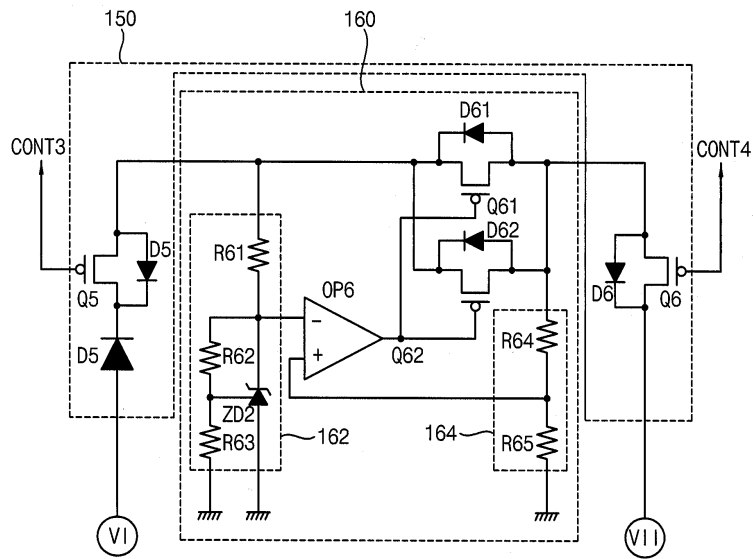 150
160
CONT3
D61
CONT4
Q61
D5
R61
D62
Q5
OP6
D6
Q6
D5
R62
−
+
Q62
R64
ZD2
R63
162
164
R65
VI
VII